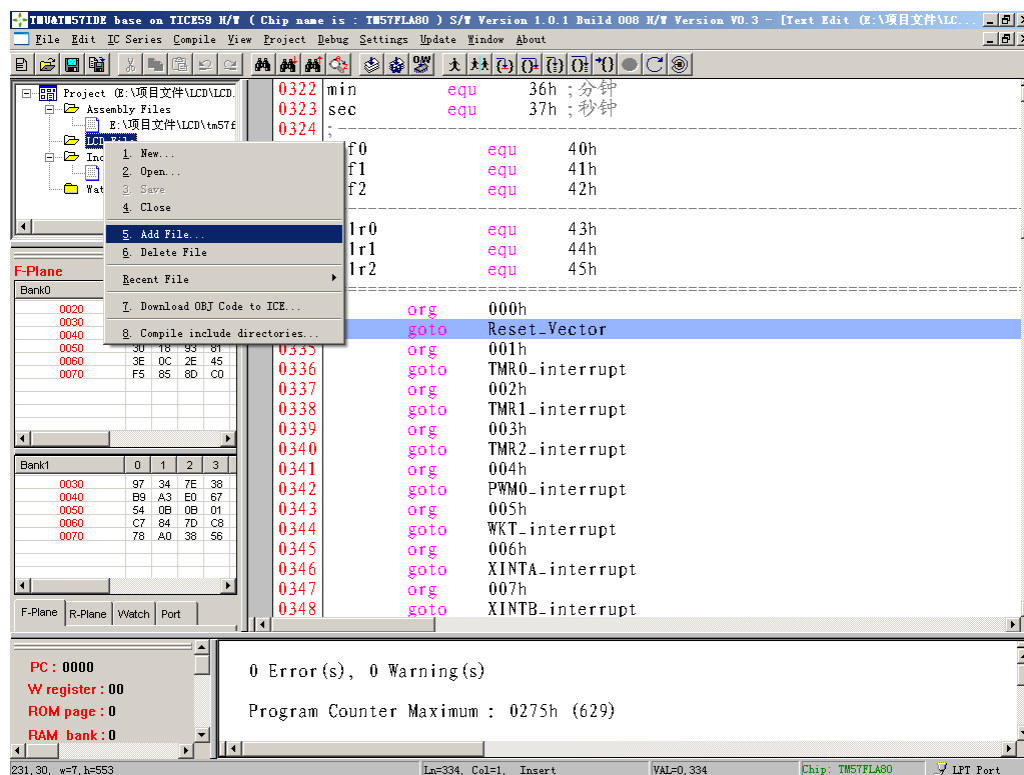 TMU&TM57IDE base on TICE59 H/W ( Chip name is : TM57FLA80 ) S/W Version 1.0.1 Build 008 H/W Version V0.3 - [Text Edit (E:\项目文件\LC...
File Edit IC Series Compile View Project Debug Settings Update Window About
Project (E:\项目文件\LCD\LCD.
Assembly Files
E:\项目文件\LCD\tm57f
Inc
Wat
1. New...
2. Open...
3. Save
4. Close
5. Add File...
6. Delete File
Recent File
7. Download OBJ Code to ICE...
8. Compile include directories...
0322 min equ 36h ;分钟
0323 sec equ 37h ;秒钟
0324 ;
f0 equ 40h
f1 equ 41h
f2 equ 42h
1r0 equ 43h
1r1 equ 44h
1r2 equ 45h
org 000h
goto Reset_Vector
0335 org 001h
0336 goto TMR0_interrupt
0337 org 002h
0338 goto TMR1_interrupt
0339 org 003h
0340 goto TMR2_interrupt
0341 org 004h
0342 goto PWM0_interrupt
0343 org 005h
0344 goto WKT_interrupt
0345 org 006h
0346 goto XINTA_interrupt
0347 org 007h
0348 goto XINTB_interrupt
F-Plane
Bank0
0020
0030
0040
0050 30 18 93 81
0060 3E 0C 2E 45
0070 F5 85 8D C0
Bank1 0 1 2 3
0030 97 34 7E 38
0040 B9 A3 E0 67
0050 54 0B 0B 01
0060 C7 84 7D C8
0070 78 A0 38 56
F-Plane R-Plane Watch Port
PC : 0000
W register : 00
ROM page : 0
RAM bank : 0
0 Error(s), 0 Warning(s)
Program Counter Maximum : 0275h (629)
231,30, w=7,h=553 Ln=334, Col=1, Insert VAL=0,334 Chip: TM57FLA80 LPT Port